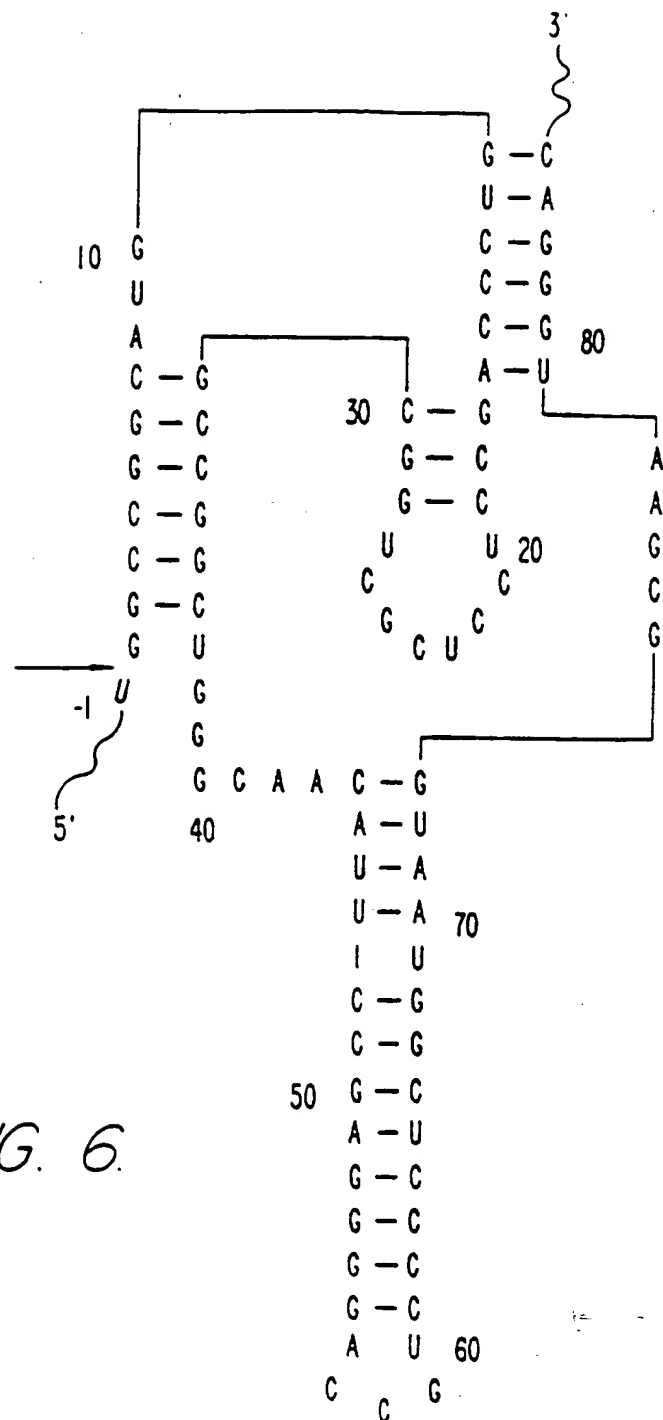 3'
G – C
U – A
G C – G
10 C – G
U C – G
A A – U 80
C – G
30 C – G
G – C G – C A
G – C G – C A
C – G U U 20 G
C – G C C C
G – C G C G
G U C U
U G
-1 G
5' G C A A C – G
40 A – U
U – A
U – A 70
I U
C – G
C – G
50 G – C
A – U
G – C
G – C
G – C
G – C
A U 60
C C G
G. 6.